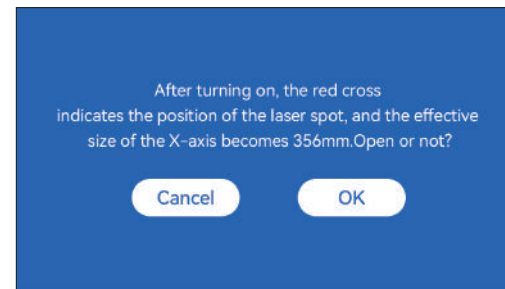 After turning on, the red cross
indicates the position of the laser spot, and the effective
size of the X-axis becomes 356mm.Open or not?
Cancel
OK